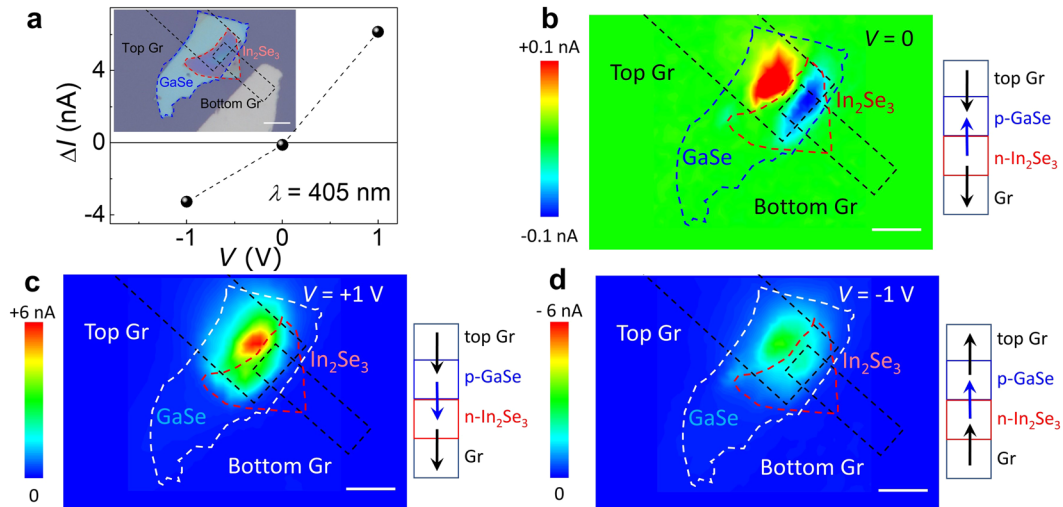 a
4
0
-4
ΔI (nA)
-1
0
1
V (V)
λ = 405 nm
Top Gr
In₂Se₃
GaSe
Bottom Gr
b
+0.1 nA
-0.1 nA
V = 0
Top Gr
In₂Se₃
GaSe
Bottom Gr
top Gr
p-GaSe
n-In₂Se₃
Gr
c
+6 nA
0
V = +1 V
Top Gr
In₂Se₃
GaSe
Bottom Gr
top Gr
p-GaSe
n-In₂Se₃
Gr
d
- 6 nA
0
V = -1 V
Top Gr
In₂Se₃
GaSe
Bottom Gr
top Gr
p-GaSe
n-In₂Se₃
Gr